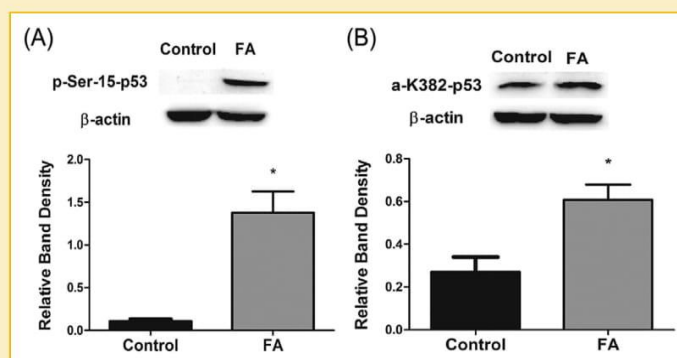 (A)
Control FA
p-Ser-15-p53
β-actin
Relative Band Density
2.0
1.5
1.0
0.5
0.0
*
Control FA
(B)
Control FA
a-K382-p53
β-actin
Relative Band Density
0.8
0.6
0.4
0.2
0.0
*
Control FA